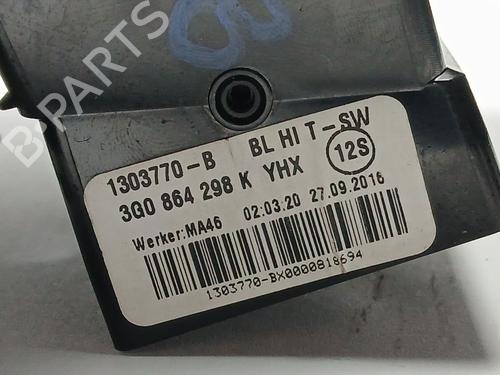 B-PARTS
1303770-B BL HI T-SW
3G0 864 298 K YHX 12S
Werker:MA46 02:03.20 27.09.2016
1303770-BX0000818694